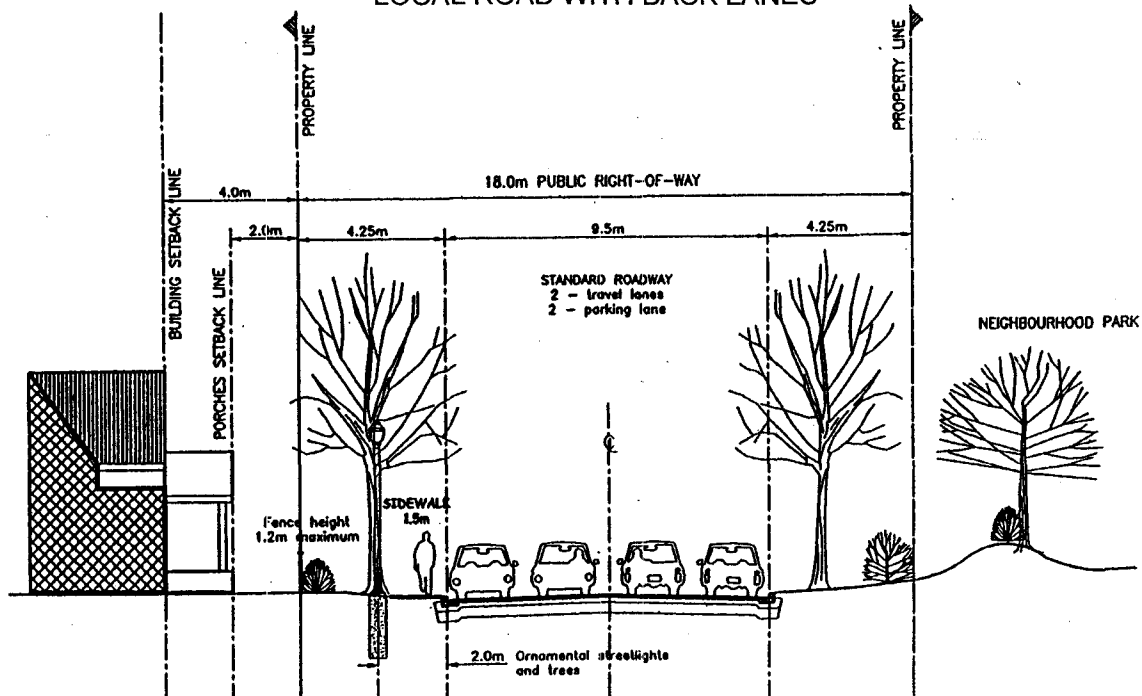 LOCAL ROAD WITH BACK LANES
PROPERTY LINE
PROPERTY LINE
18.0m PUBLIC RIGHT-OF-WAY
4.0m
BUILDING SETBACK LINE
2.0m
4.25m
9.5m
4.25m
PORCHES SETBACK LINE
STANDARD ROADWAY
2 - travel lanes
2 - parking lane
NEIGHBOURHOOD PARK
SIDEWALK
1.5m
Fence height
1.2m maximum
2.0m Ornamental streetlights
and trees